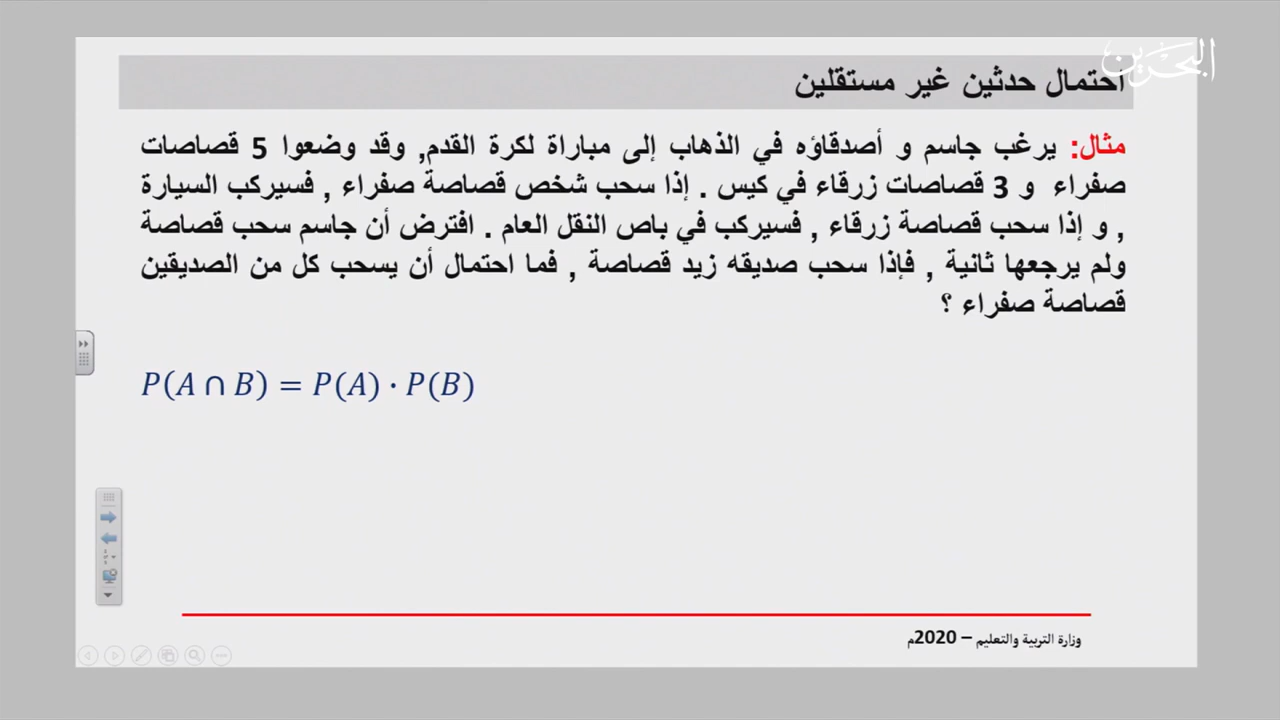 البحرين
احتمال حدثين غير مستقلين
مثال: يرغب جاسم و أصدقاؤه في الذهاب إلى مباراة لكرة القدم, وقد وضعوا 5 قصاصات
صفراء و 3 قصاصات زرقاء في كيس . إذا سحب شخص قصاصة صفراء , فسيركب السيارة
, و إذا سحب قصاصة زرقاء , فسيركب في باص النقل العام . افترض أن جاسم سحب قصاصة
ولم يرجعها ثانية , فإذا سحب صديقه زيد قصاصة , فما احتمال أن يسحب كل من الصديقين
قصاصة صفراء ؟
P(A ∩ B) = P(A) · P(B)
وزارة التربية والتعليم – 2020م